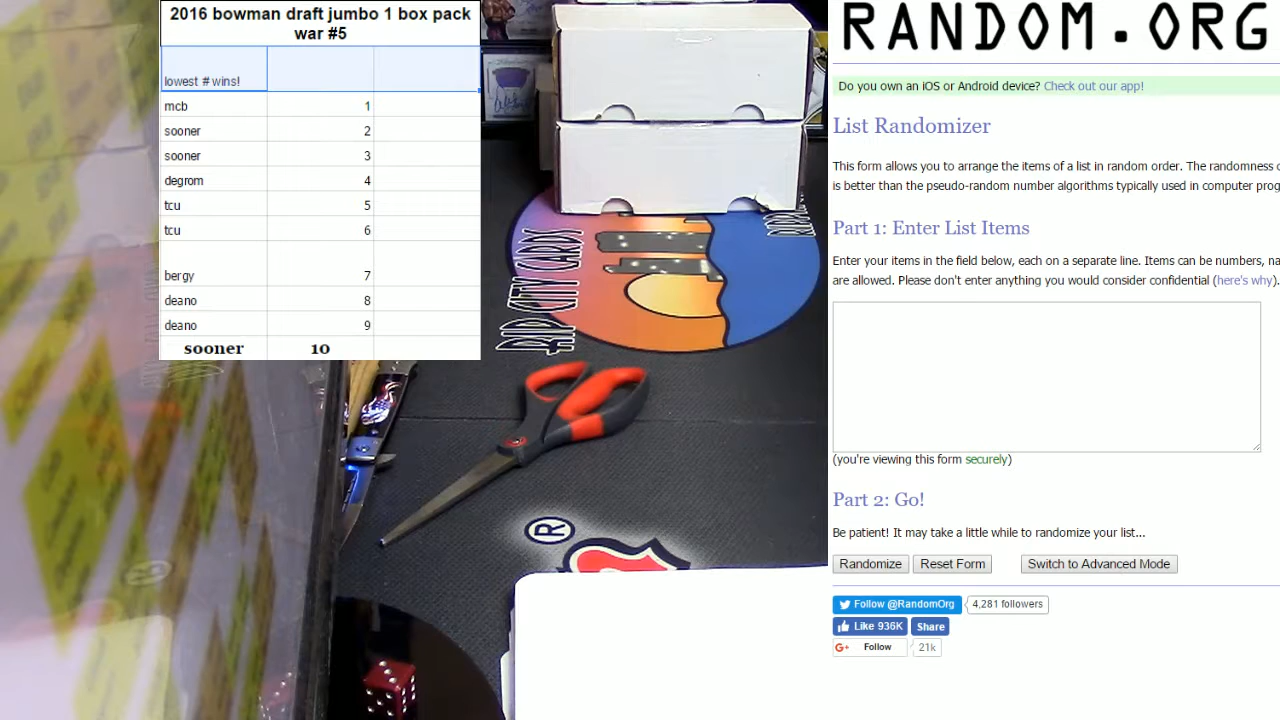 2016 bowman draft jumbo 1 box pack
war #5
lowest # wins!
mcb 1
sooner 2
sooner 3
degrom 4
tcu 5
tcu 6
bergy 7
deano 8
deano 9
sooner 10
RIP CITY CARDS
®
RANDOM.ORG
Do you own an iOS or Android device? Check out our app!
List Randomizer
This form allows you to arrange the items of a list in random order. The randomness
is better than the pseudo-random number algorithms typically used in computer
Part 1: Enter List Items
Enter your items in the field below, each on a separate line. Items can be numbers,
are allowed. Please don't enter anything you would consider confidential (here's why).
(you're viewing this form securely)
Part 2: Go!
Be patient! It may take a little while to randomize your list...
Randomize Reset Form Switch to Advanced Mode
Follow @RandomOrg 4,281 followers
Like 936K Share
G+ Follow 21k